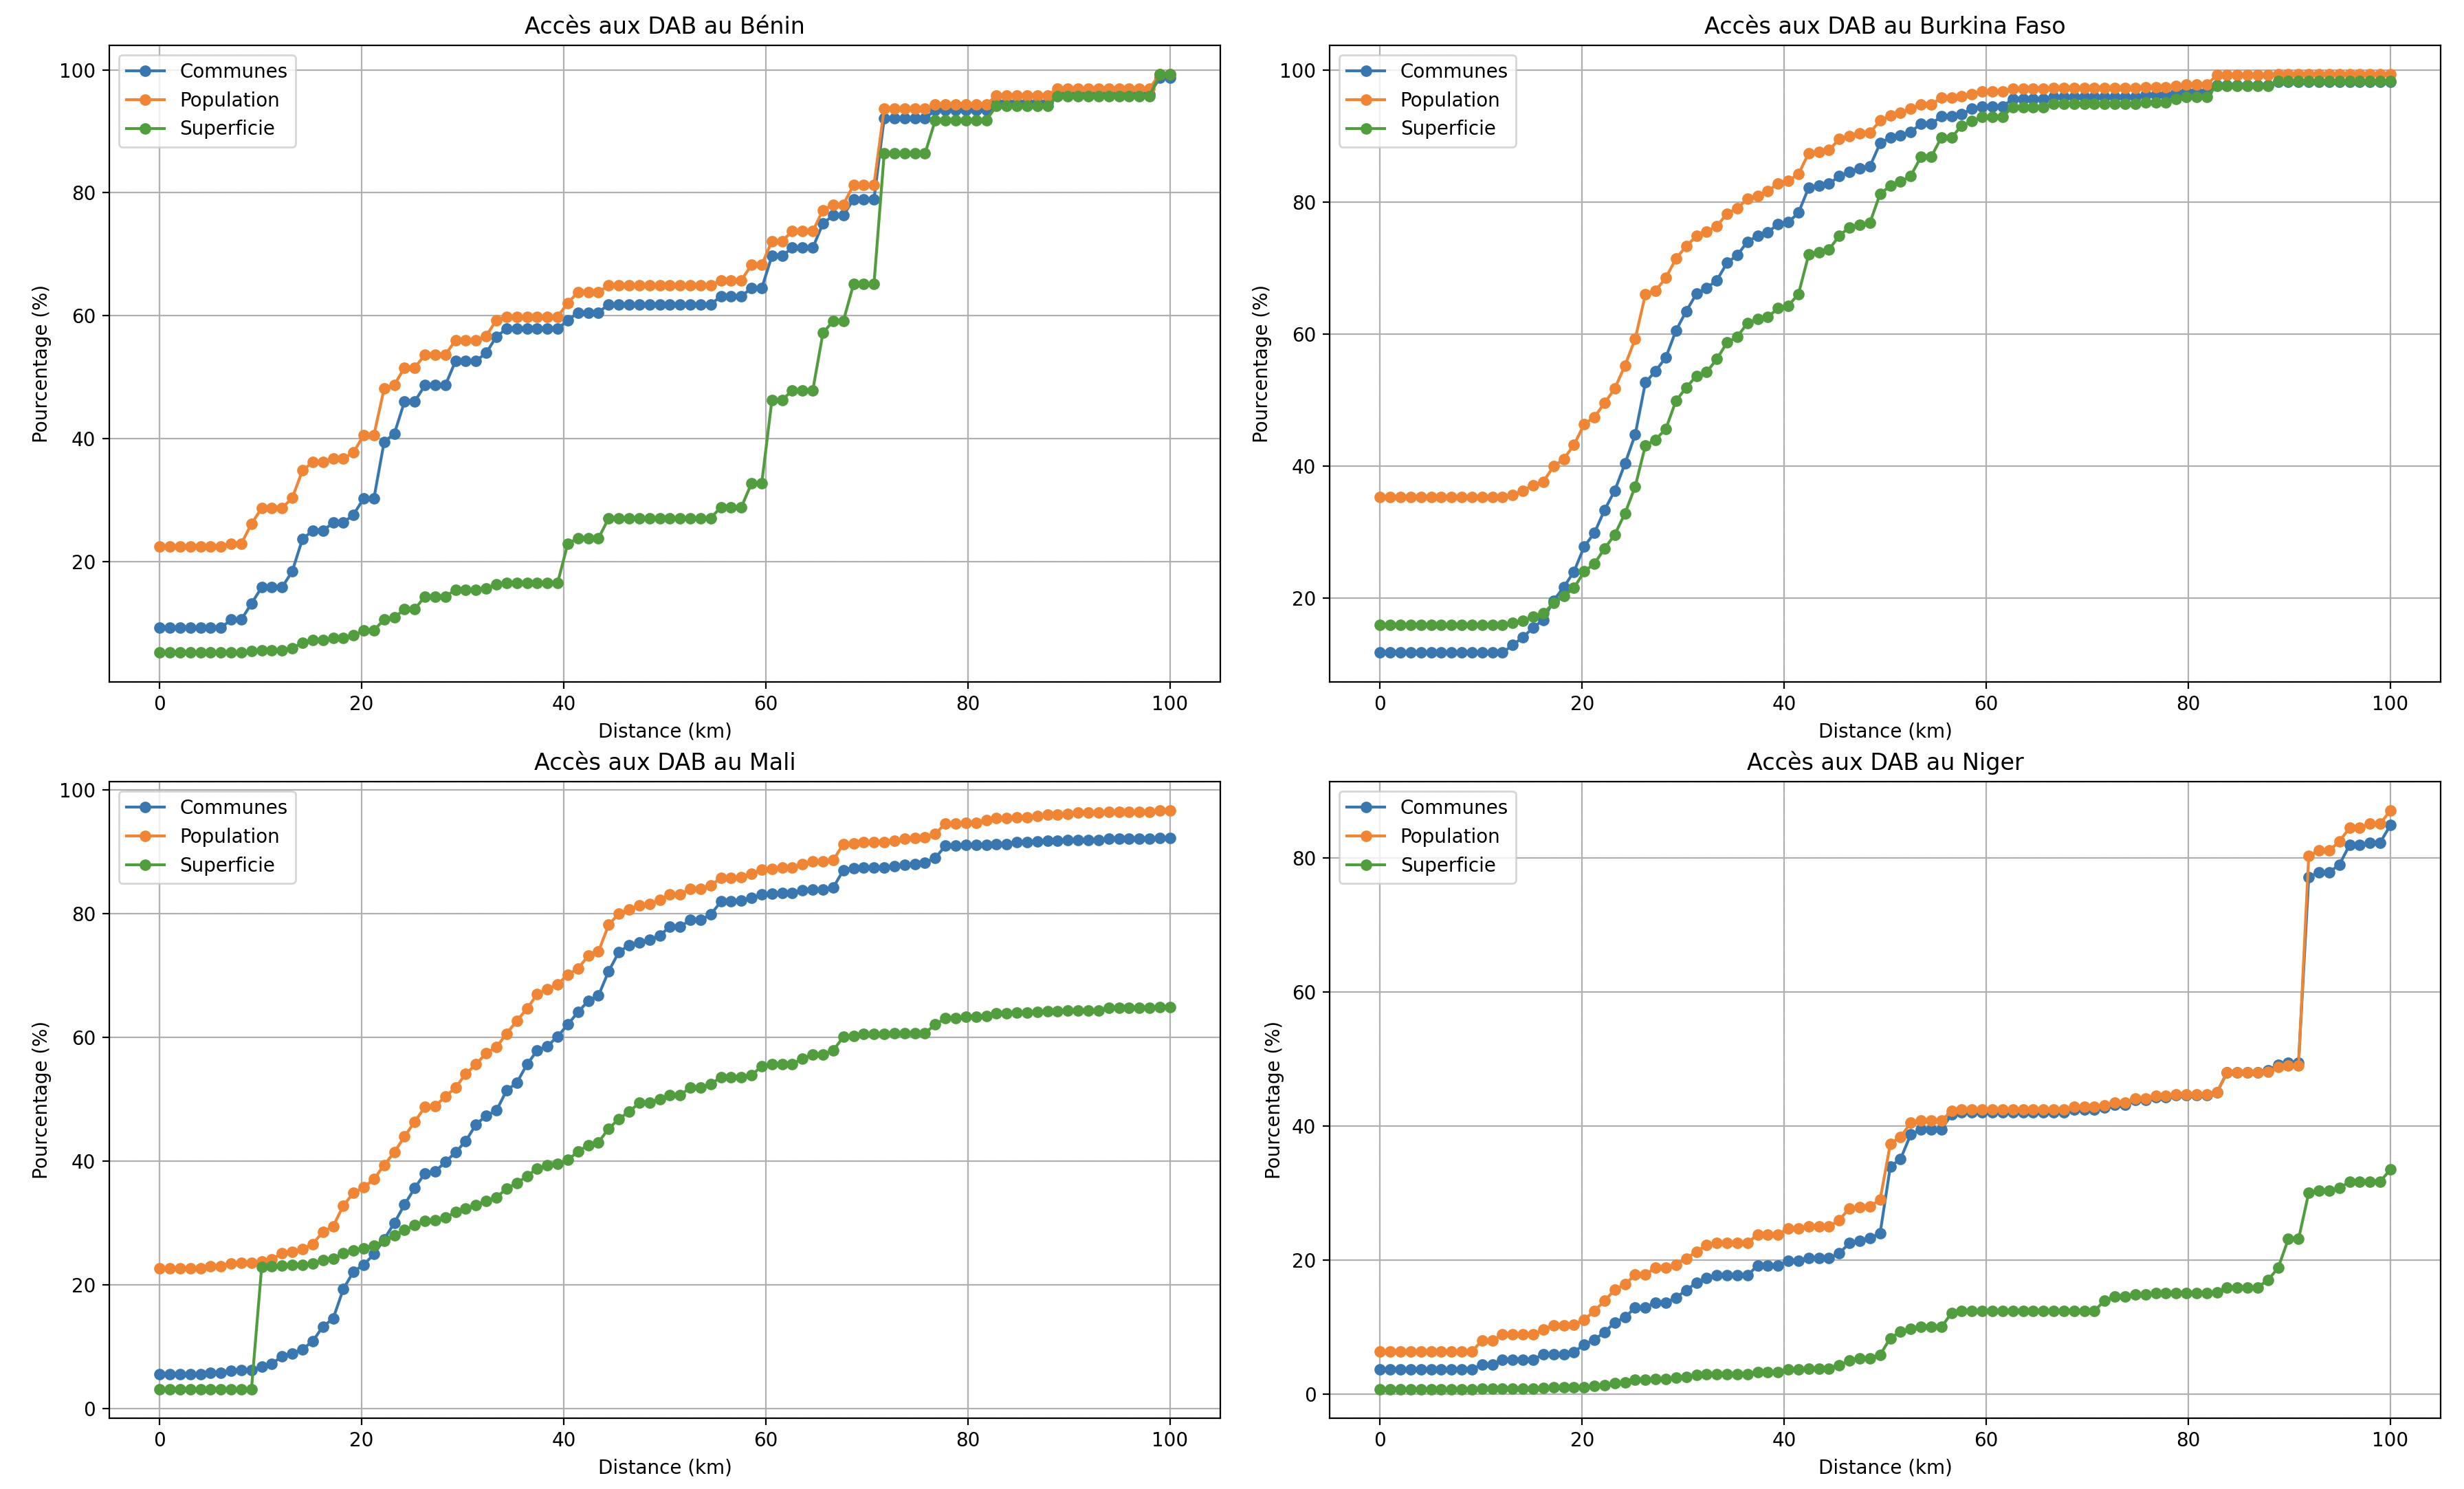 Accès aux DAB au Bénin
Communes
Population
Superficie
Pourcentage (%)
100
80
60
40
20
0 20 40 60 80 100
Distance (km)
Accès aux DAB au Burkina Faso
Communes
Population
Superficie
Pourcentage (%)
100
80
60
40
20
0 20 40 60 80 100
Distance (km)
Accès aux DAB au Mali
Communes
Population
Superficie
Pourcentage (%)
100
80
60
40
20
0
0 20 40 60 80 100
Distance (km)
Accès aux DAB au Niger
Communes
Population
Superficie
Pourcentage (%)
80
60
40
20
0
0 20 40 60 80 100
Distance (km)